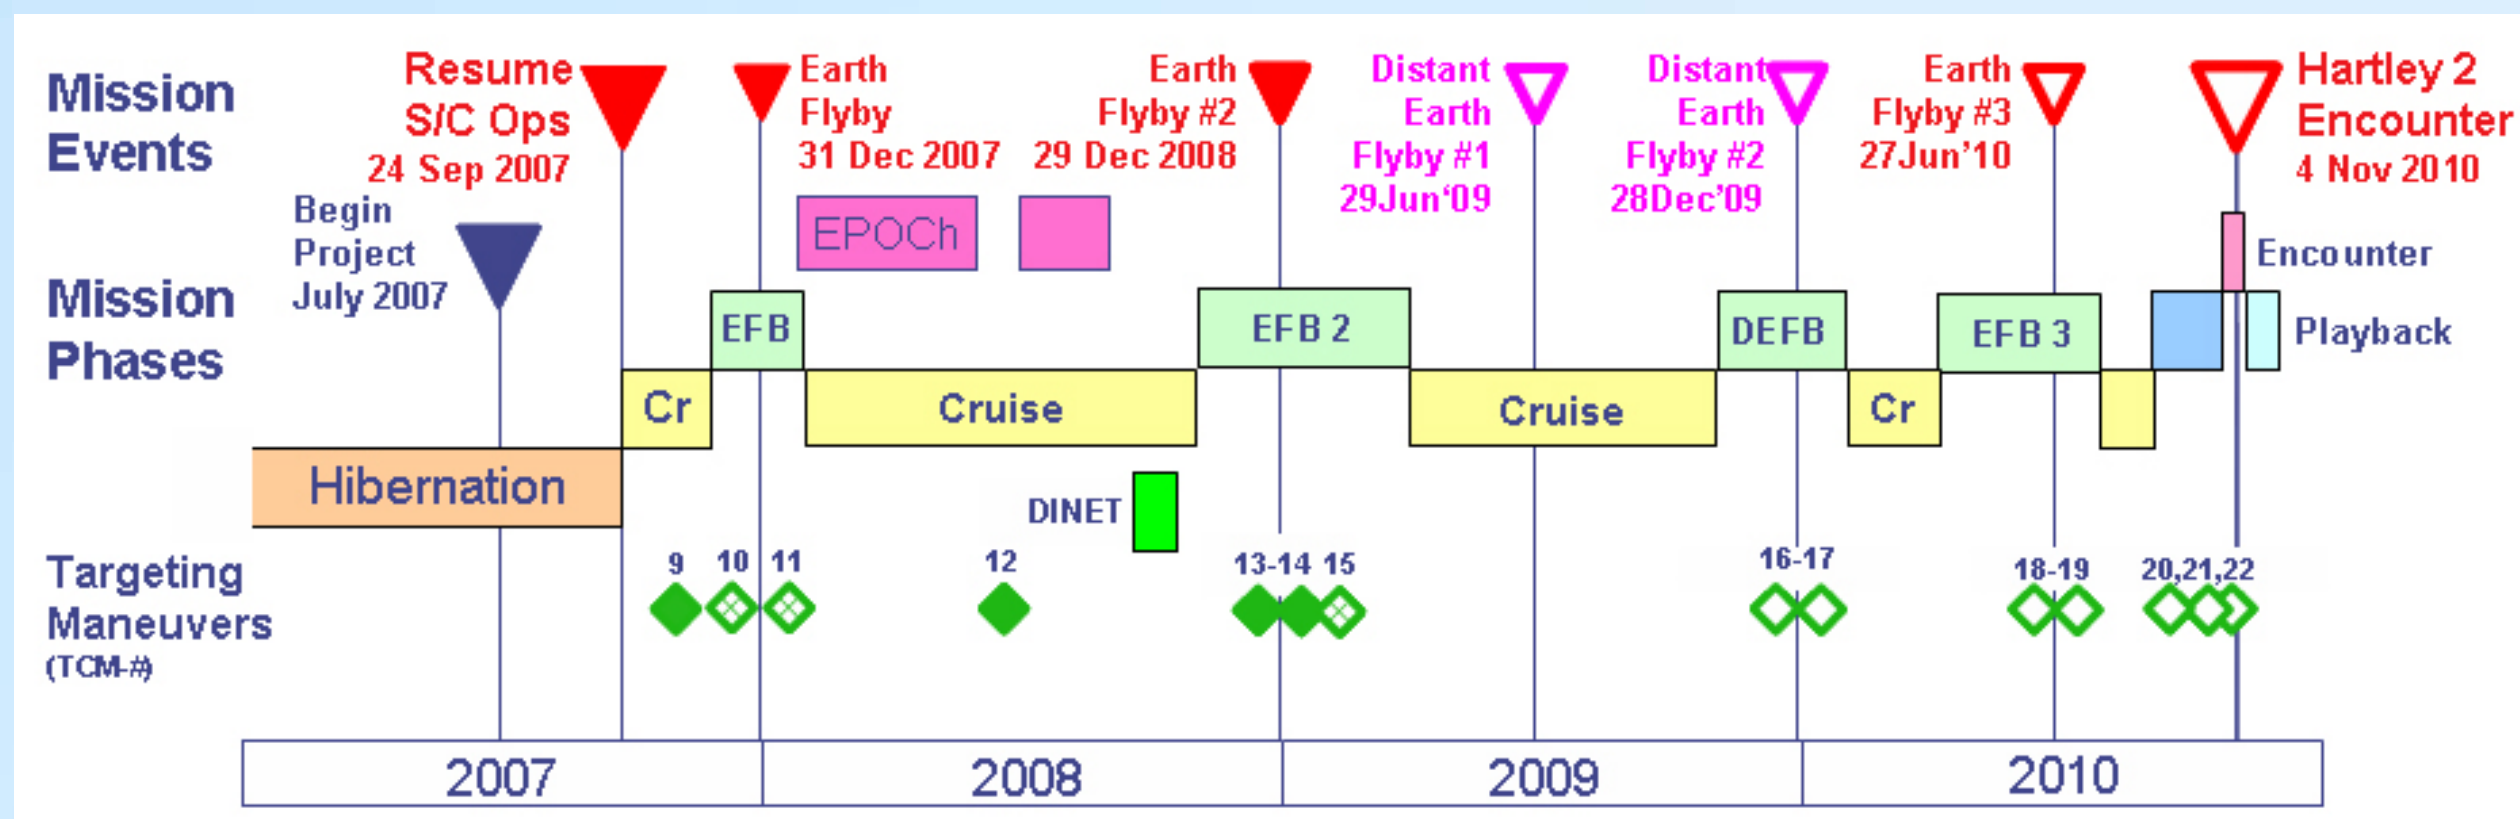 Mission
Events
Resume
S/C Ops
24 Sep 2007
Earth
Flyby
31 Dec 2007
Earth
Flyby #2
29 Dec 2008
Distant
Earth
Flyby #1
29Jun‘09
Distant
Earth
Flyby #2
28Dec’09
Earth
Flyby #3
27Jun’10
Hartley 2
Encounter
4 Nov 2010
Begin
Project
July 2007
EPOCh
Encounter
Mission
Phases
EFB
EFB 2
DEFB
EFB 3
Playback
Cr
Cruise
Cruise
Cr
Hibernation
DINET
Targeting
Maneuvers
(TCM-#)
9
10
11
12
13-14
15
16-17
18-19
20,21,22
2007
2008
2009
2010